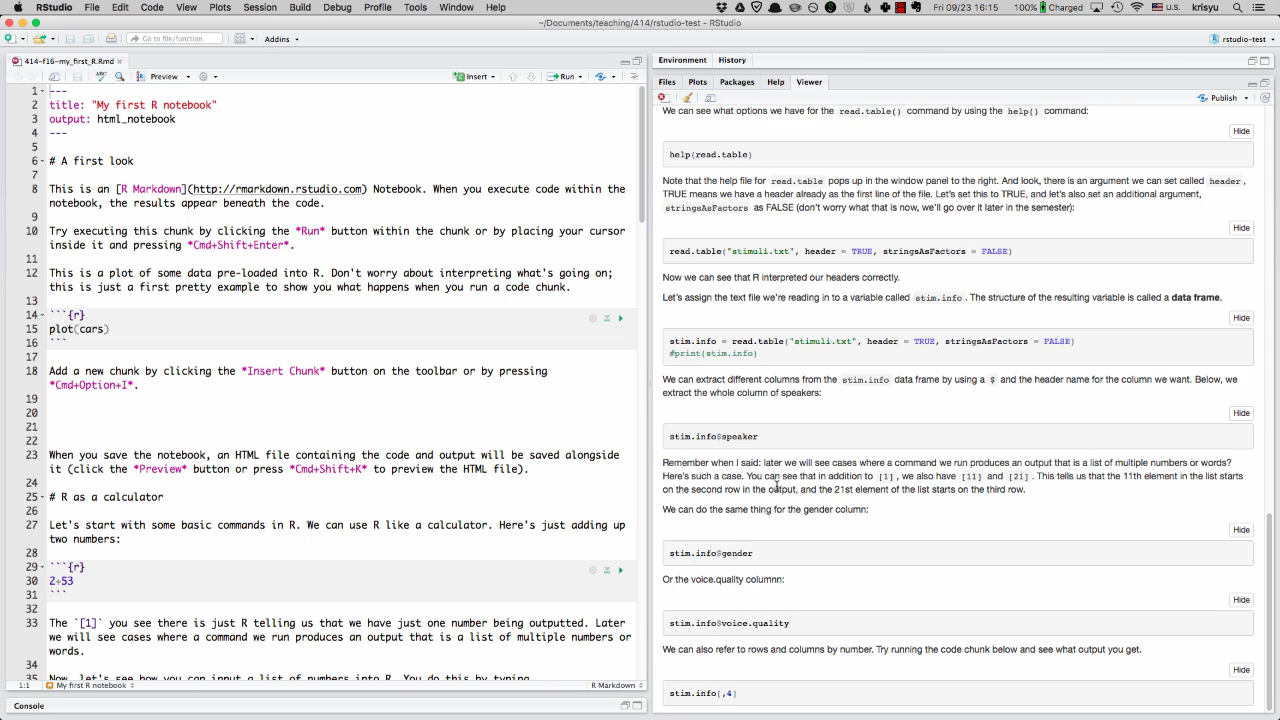 RStudio File Edit Code View Plots Session Build Debug Profile Tools Window Help
100% Charged Fri 09/23 16:15 krisyu
~/Documents/teaching/414/rstudio-test - RStudio
Go to file/function Addins
rstudio-test
414-f16-my_first_R.Rmd
Preview Insert Run
1 ---
2 title: "My first R notebook"
3 output: html_notebook
4 ---
5
6 # A first look
7
8 This is an [R Markdown](http://rmarkdown.rstudio.com) Notebook. When you execute code within the
notebook, the results appear beneath the code.
9
10 Try executing this chunk by clicking the *Run* button within the chunk or by placing your cursor
inside it and pressing *Cmd+Shift+Enter*.
11
12 This is a plot of some data pre-loaded into R. Don't worry about interpreting what's going on;
this is just a first pretty example to show you what happens when you run a code chunk.
13
14 ```{r}
15 plot(cars)
16 ```
17
18 Add a new chunk by clicking the *Insert Chunk* button on the toolbar or by pressing
*Cmd+Option+I*.
19
20
21
22
23 When you save the notebook, an HTML file containing the code and output will be saved alongside
it (click the *Preview* button or press *Cmd+Shift+K* to preview the HTML file).
24
25 # R as a calculator
26
27 Let's start with some basic commands in R. We can use R like a calculator. Here's just adding up
two numbers:
28
29 ```{r}
30 2+53
31 ```
32
33 The `[1]` you see there is just R telling us that we have just one number being outputted. Later
we will see cases where a command we run produces an output that is a list of multiple numbers or
words.
34
1:1 My first R notebook R Markdown
Console
Environment History
Files Plots Packages Help Viewer
Publish
We can see what options we have for the read.table() command by using the help() command:
Hide
help(read.table)
Note that the help file for read.table pops up in the window panel to the right. And look, there is an argument we can set called header,
TRUE means we have a header already as the first line of the file. Let's set this to TRUE, and let's also set an additional argument,
stringsAsFactors as FALSE (don't worry what that is now, we'll go over it later in the semester):
Hide
read.table("stimuli.txt", header = TRUE, stringsAsFactors = FALSE)
Now we can see that R interpreted our headers correctly.
Let's assign the text file we're reading in to a variable called stim.info. The structure of the resulting variable is called a data frame.
Hide
stim.info = read.table("stimuli.txt", header = TRUE, stringsAsFactors = FALSE)
#print(stim.info)
We can extract different columns from the stim.info data frame by using a $ and the header name for the column we want. Below, we
extract the whole column of speakers:
Hide
stim.info$speaker
Remember when I said: later we will see cases where a command we run produces an output that is a list of multiple numbers or words?
Here's such a case. You can see that in addition to [1], we also have [11] and [21]. This tells us that the 11th element in the list starts
on the second row in the output, and the 21st element of the list starts on the third row.
We can do the same thing for the gender column:
Hide
stim.info$gender
Or the voice.quality columnn:
Hide
stim.info$voice.quality
We can also refer to rows and columns by number. Try running the code chunk below and see what output you get.
Hide
stim.info[,4]